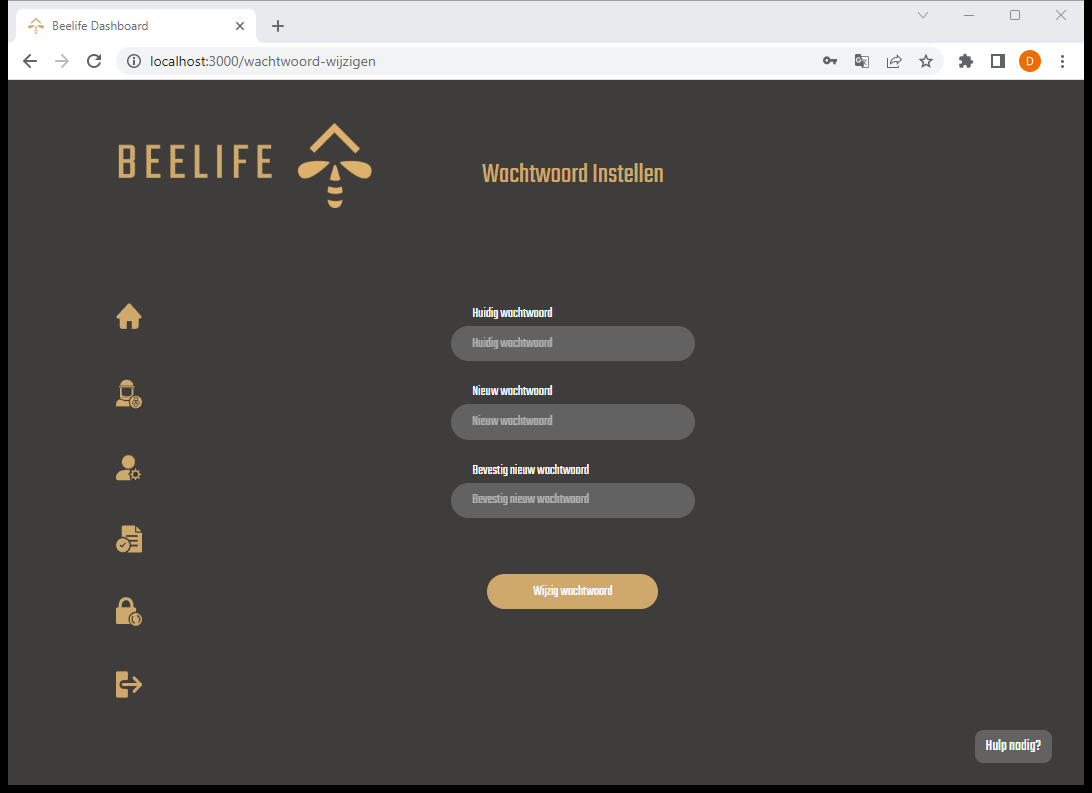 Beelife Dashboard
localhost:3000/wachtwoord-wijzigen
D
BEELIFE
Wachtwoord Instellen
Huidig wachtwoord
Huidig wachtwoord
Nieuw wachtwoord
Nieuw wachtwoord
Bevestig nieuw wachtwoord
Bevestig nieuw wachtwoord
Wijzig wachtwoord
Hulp nodig?